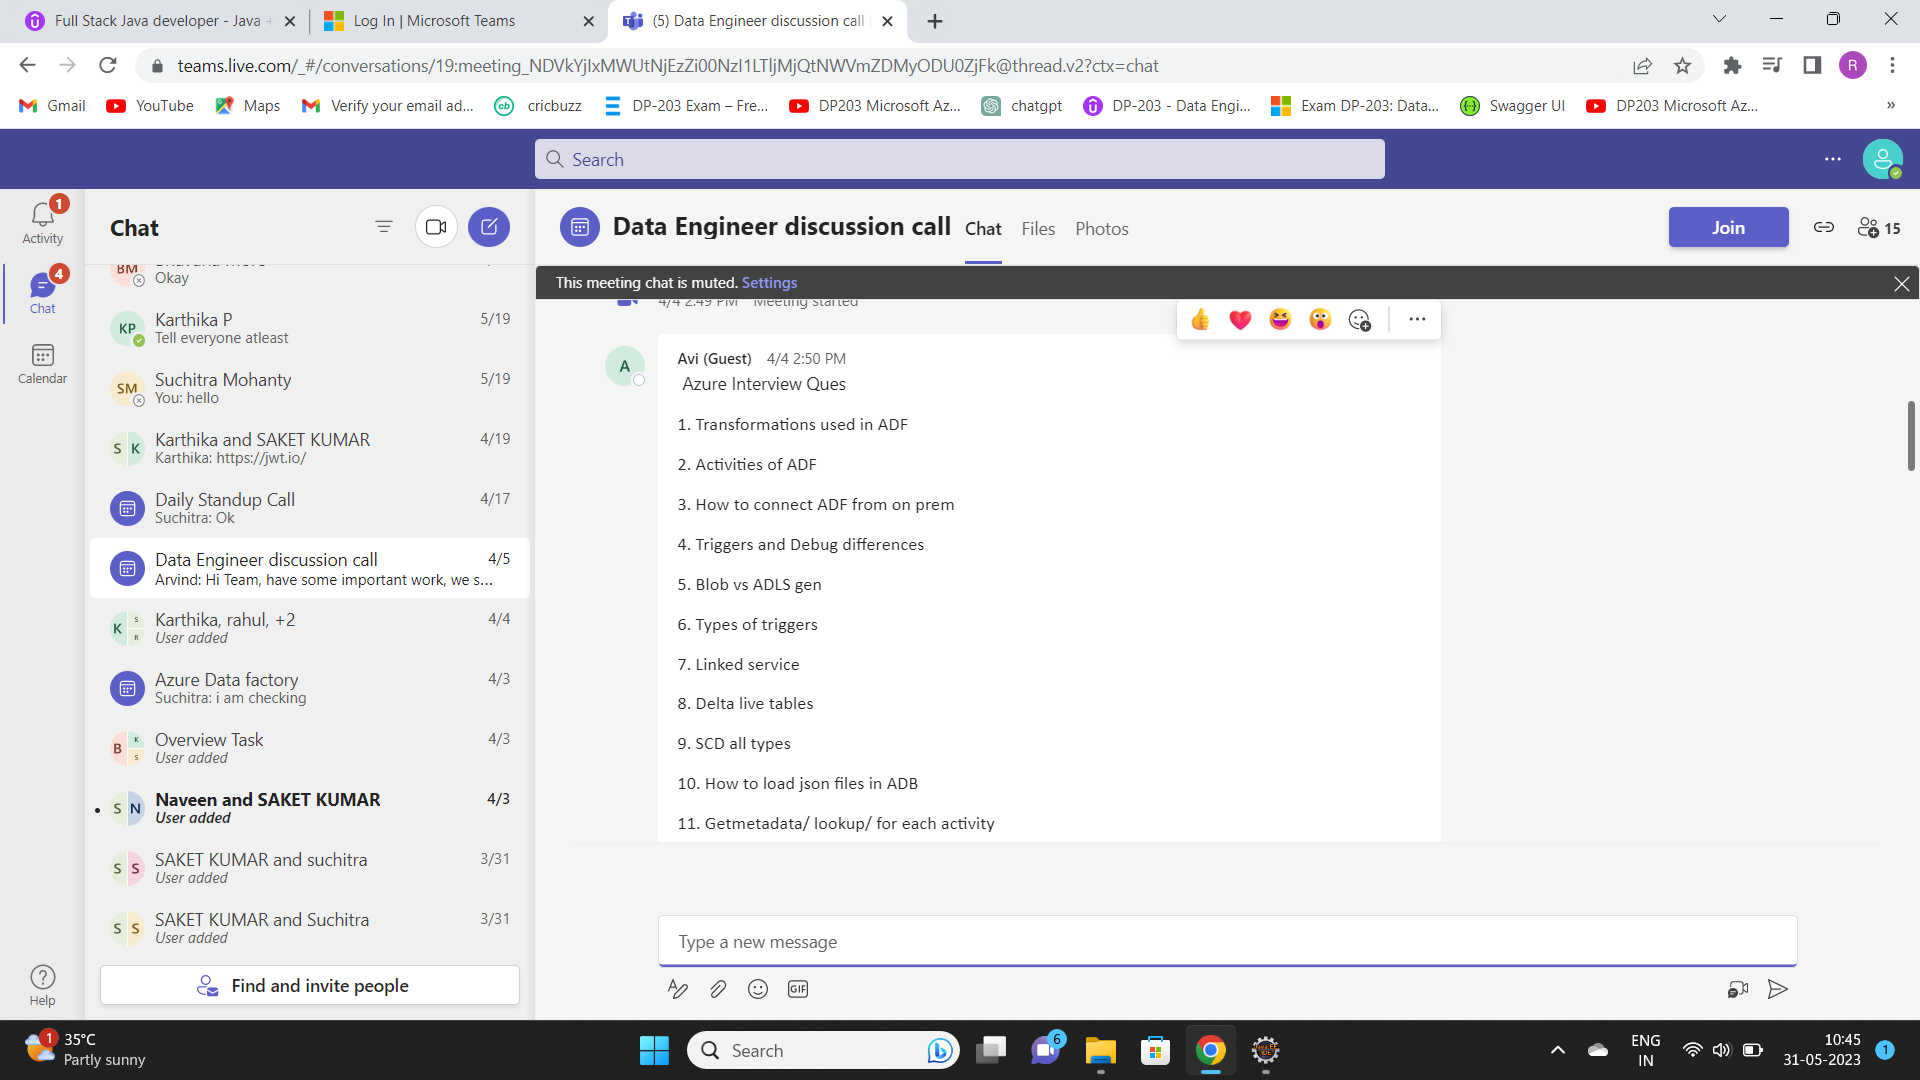 Full Stack Java developer - Java
Log In | Microsoft Teams
(5) Data Engineer discussion call
teams.live.com/_#/conversations/19:meeting_NDVkYjIxMWUtNjEzZi00NzI1LTljMjQtNWVmZDMyODU0ZjFk@thread.v2?ctx=chat
R
Gmail
YouTube
Maps
Verify your email ad...
cricbuzz
DP-203 Exam – Fre...
DP203 Microsoft Az...
chatgpt
DP-203 - Data Engi...
Exam DP-203: Data...
Swagger UI
DP203 Microsoft Az...
Search
1
Activity
4
Chat
Calendar
Help
Chat
BM
Okay
KP
Karthika P
5/19
Tell everyone atleast
SM
Suchitra Mohanty
5/19
You: hello
S K
Karthika and SAKET KUMAR
4/19
Karthika: https://jwt.io/
Daily Standup Call
4/17
Suchitra: Ok
Data Engineer discussion call
4/5
Arvind: Hi Team, have some important work, we s...
K S R
Karthika, rahul, +2
4/4
User added
Azure Data factory
4/3
Suchitra: i am checking
B K S
Overview Task
4/3
User added
S N
Naveen and SAKET KUMAR
4/3
User added
S S
SAKET KUMAR and suchitra
3/31
User added
S S
SAKET KUMAR and Suchitra
3/31
User added
Find and invite people
Data Engineer discussion call
Chat
Files
Photos
Join
15
This meeting chat is muted. Settings
4/4 2:49 PM Meeting started
A
Avi (Guest) 4/4 2:50 PM
Azure Interview Ques
1. Transformations used in ADF
2. Activities of ADF
3. How to connect ADF from on prem
4. Triggers and Debug differences
5. Blob vs ADLS gen
6. Types of triggers
7. Linked service
8. Delta live tables
9. SCD all types
10. How to load json files in ADB
11. Getmetadata/ lookup/ for each activity
Type a new message
GIF
1
35°C
Partly sunny
Search
6
ENG
IN
10:45
31-05-2023
1